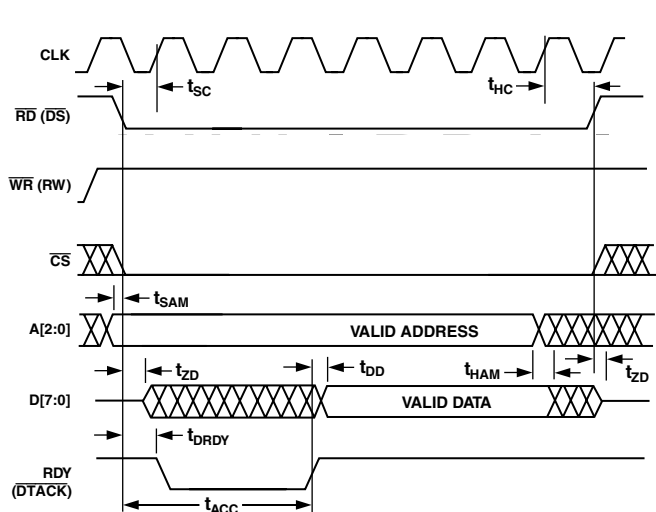 CLK
tSC
tHC
RD (DS)
WR (RW)
CS
tSAM
A[2:0]
VALID ADDRESS
tZD
tDD
tHAM
tZD
D[7:0]
VALID DATA
tDRDY
RDY
(DTACK)
tACC